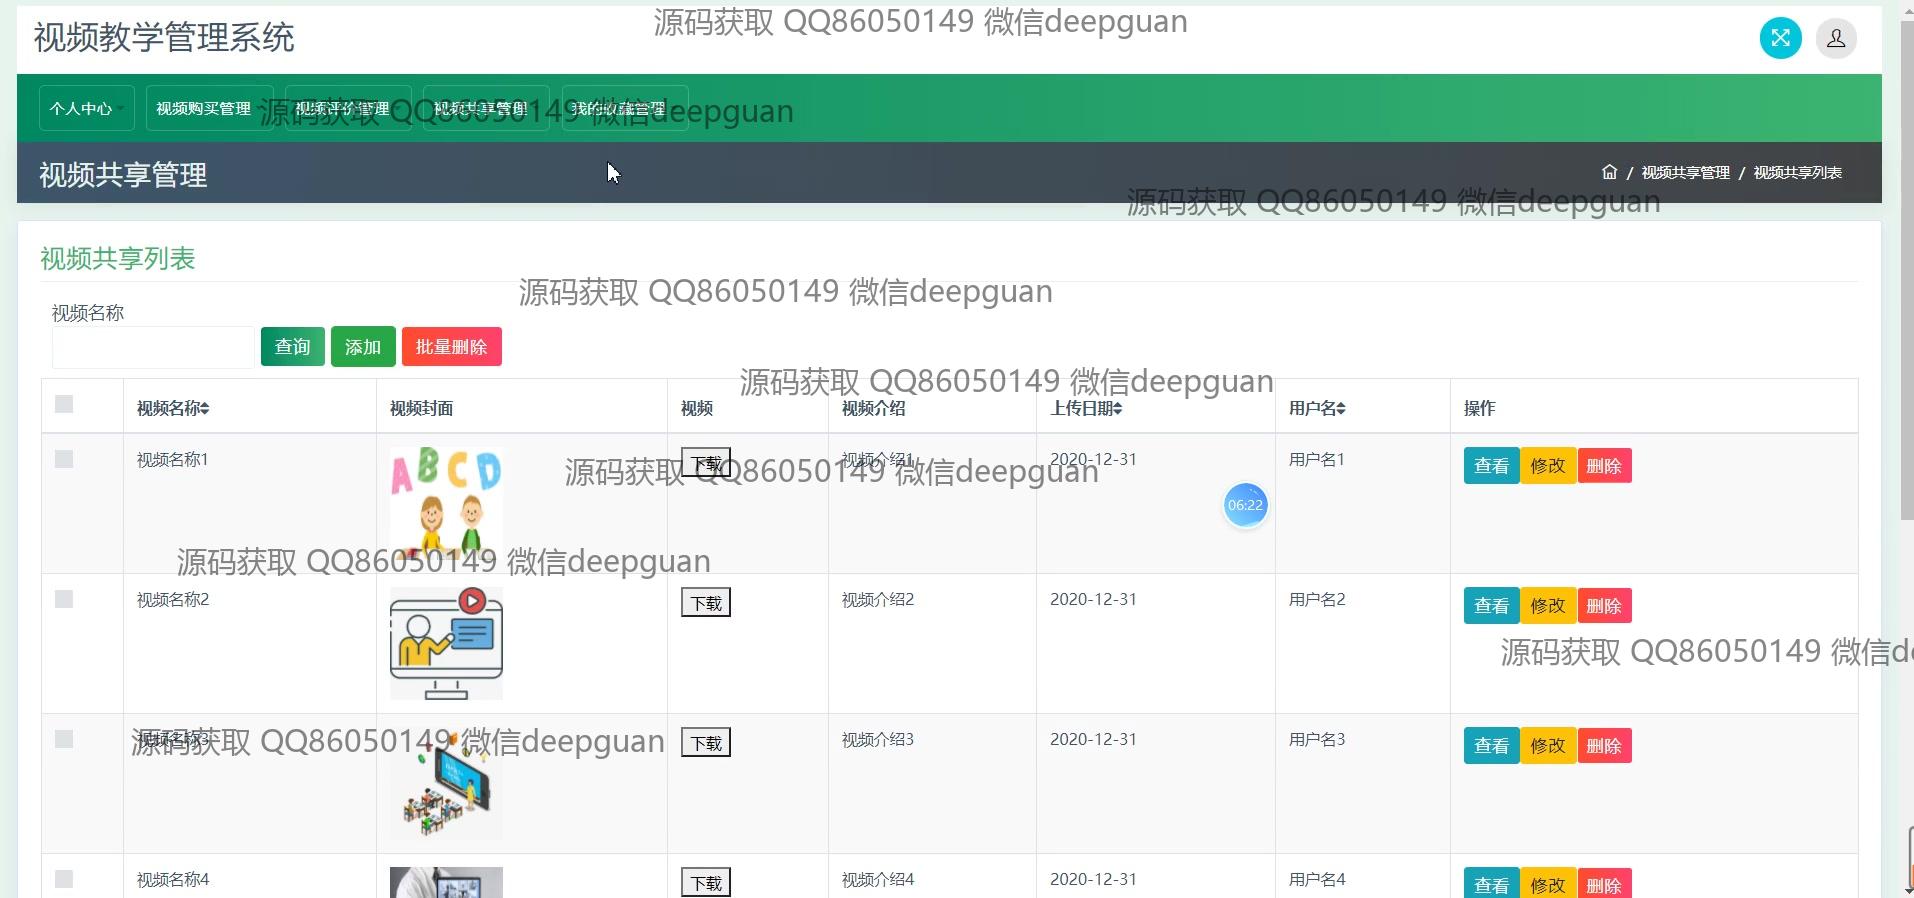 视频教学管理系统
源码获取 QQ86050149 微信deepguan
个人中心
视频购买管理
视频评价管理
视频共享管理
我的收藏管理
源码获取 QQ86050149 微信deepguan
视频共享管理
/ 视频共享管理 / 视频共享列表
源码获取 QQ86050149 微信deepguan
视频共享列表
源码获取 QQ86050149 微信deepguan
视频名称
查询 添加 批量删除
源码获取 QQ86050149 微信deepguan
视频名称 视频封面 视频 视频介绍 上传日期 用户名 操作
视频名称1 ABCD 下载 视频介绍1 2020-12-31 用户名1 查看 修改 删除
源码获取 QQ86050149 微信deepguan
06:22
源码获取 QQ86050149 微信deepguan
视频名称2 下载 视频介绍2 2020-12-31 用户名2 查看 修改 删除
源码获取 QQ86050149 微信de
视频名称3 下载 视频介绍3 2020-12-31 用户名3 查看 修改 删除
源码获取 QQ86050149 微信deepguan
视频名称4 下载 视频介绍4 2020-12-31 用户名4 查看 修改 删除